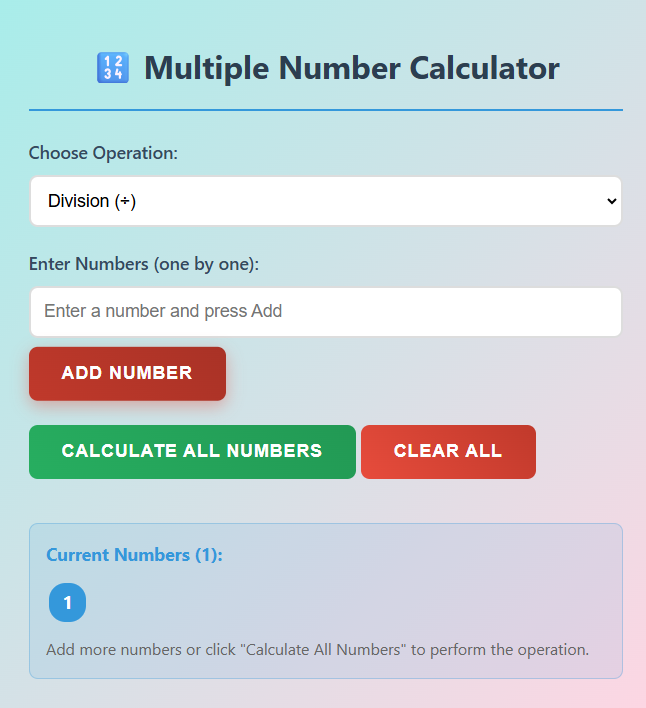 🔢 Multiple Number Calculator
Choose Operation:
Division (÷)
Enter Numbers (one by one):
Enter a number and press Add
ADD NUMBER
CALCULATE ALL NUMBERS CLEAR ALL
Current Numbers (1):
1
Add more numbers or click "Calculate All Numbers" to perform the operation.